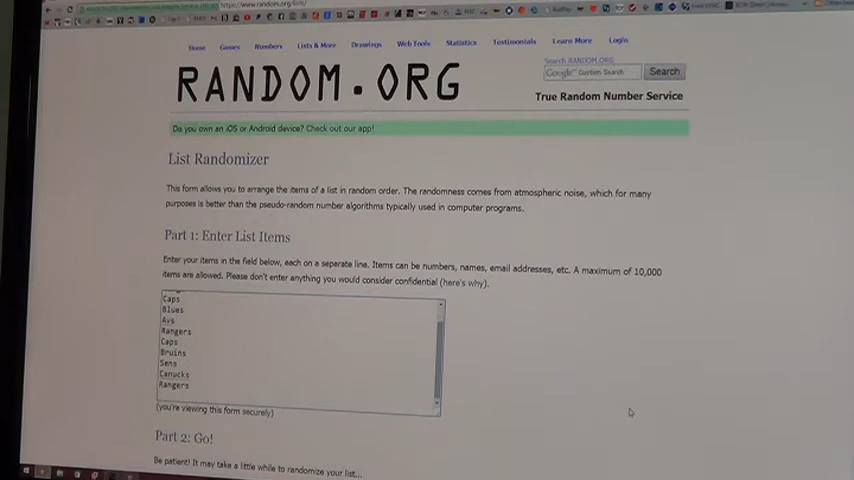 https://www.random.org/lists/
Home Games Numbers Lists & More Drawings Web Tools Statistics Testimonials Learn More Login
RANDOM.ORG
Search RANDOM.ORG
Google Custom Search
Search
True Random Number Service
Do you own an iOS or Android device? Check out our app!
List Randomizer
This form allows you to arrange the items of a list in random order. The randomness comes from atmospheric noise, which for many
purposes is better than the pseudo-random number algorithms typically used in computer programs.
Part 1: Enter List Items
Enter your items in the field below, each on a separate line. Items can be numbers, names, email addresses, etc. A maximum of 10,000
items are allowed. Please don't enter anything you would consider confidential (here's why).
Caps
Blues
Avs
Rangers
Caps
Bruins
Sens
Canucks
Rangers
(you're viewing this form securely)
Part 2: Go!
Be patient! It may take a little while to randomize your list...